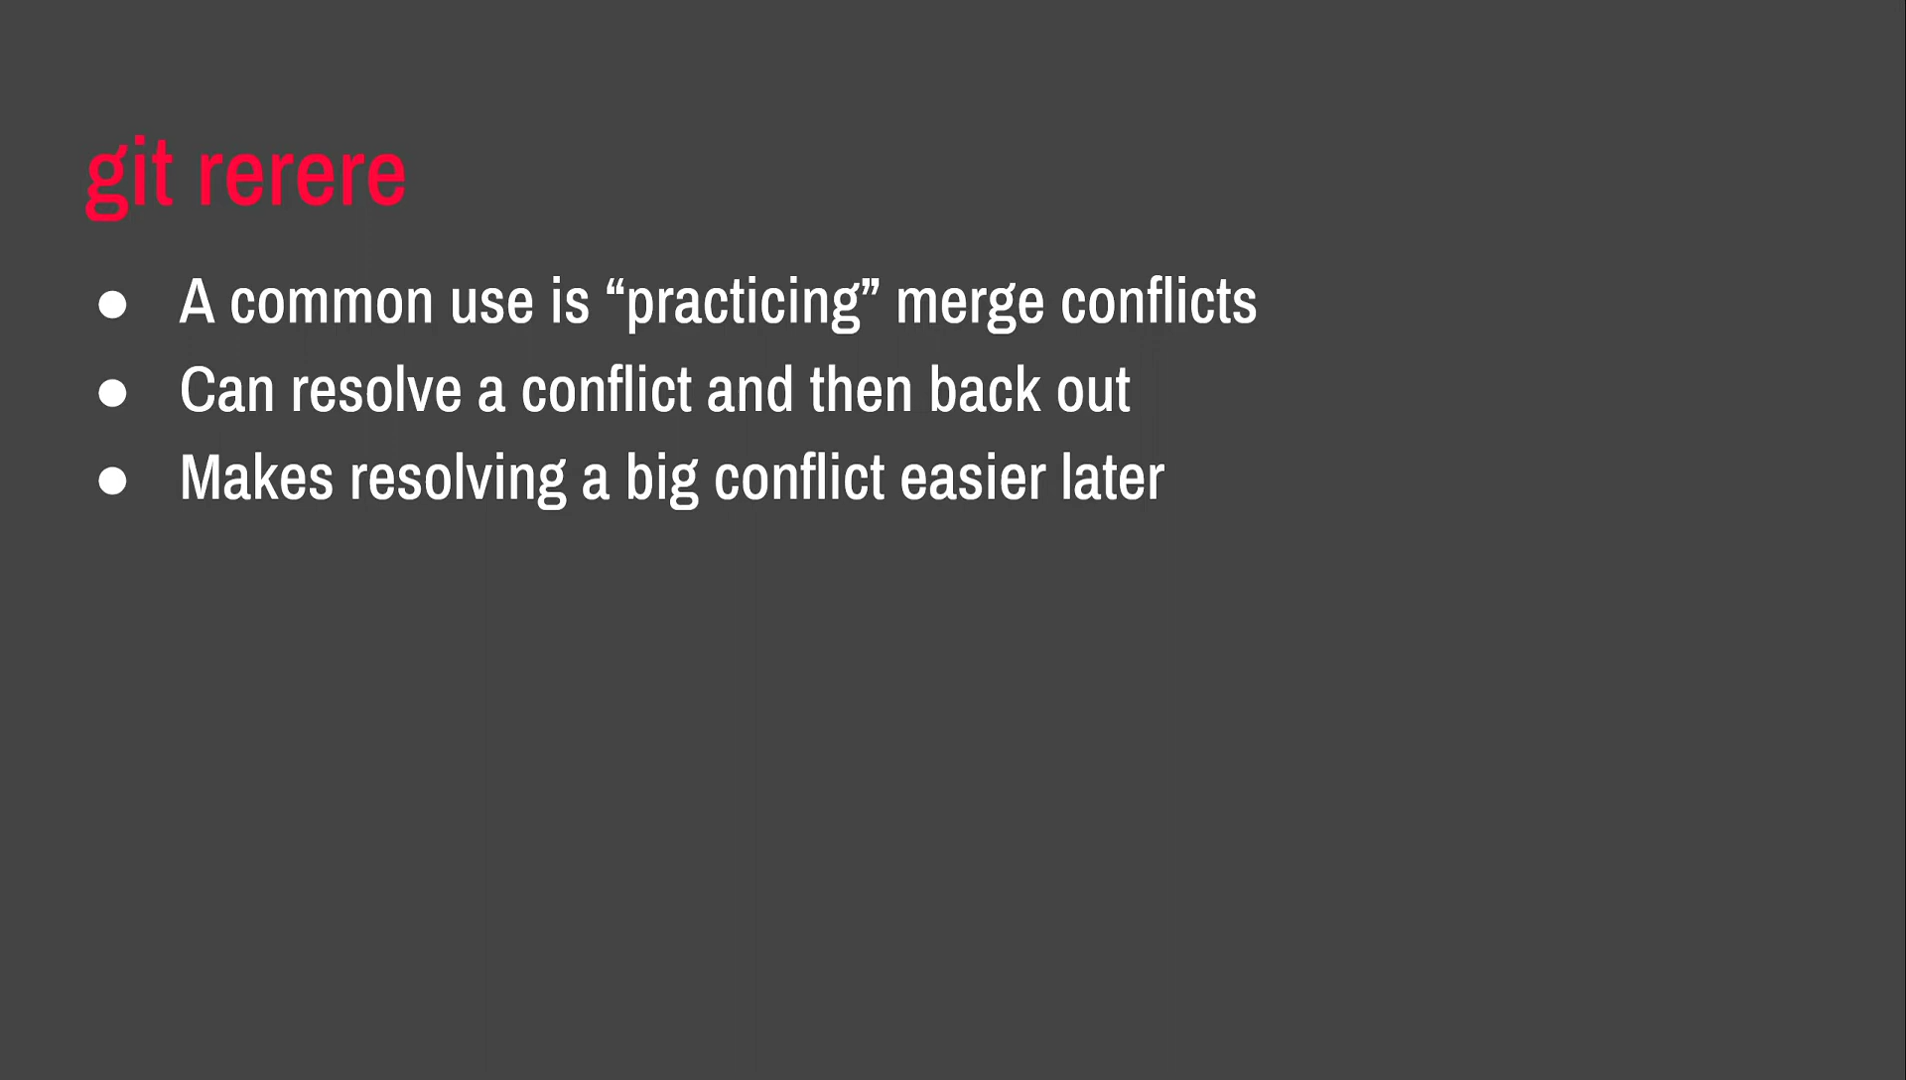 git rerere
● A common use is “practicing” merge conflicts
● Can resolve a conflict and then back out
● Makes resolving a big conflict easier later